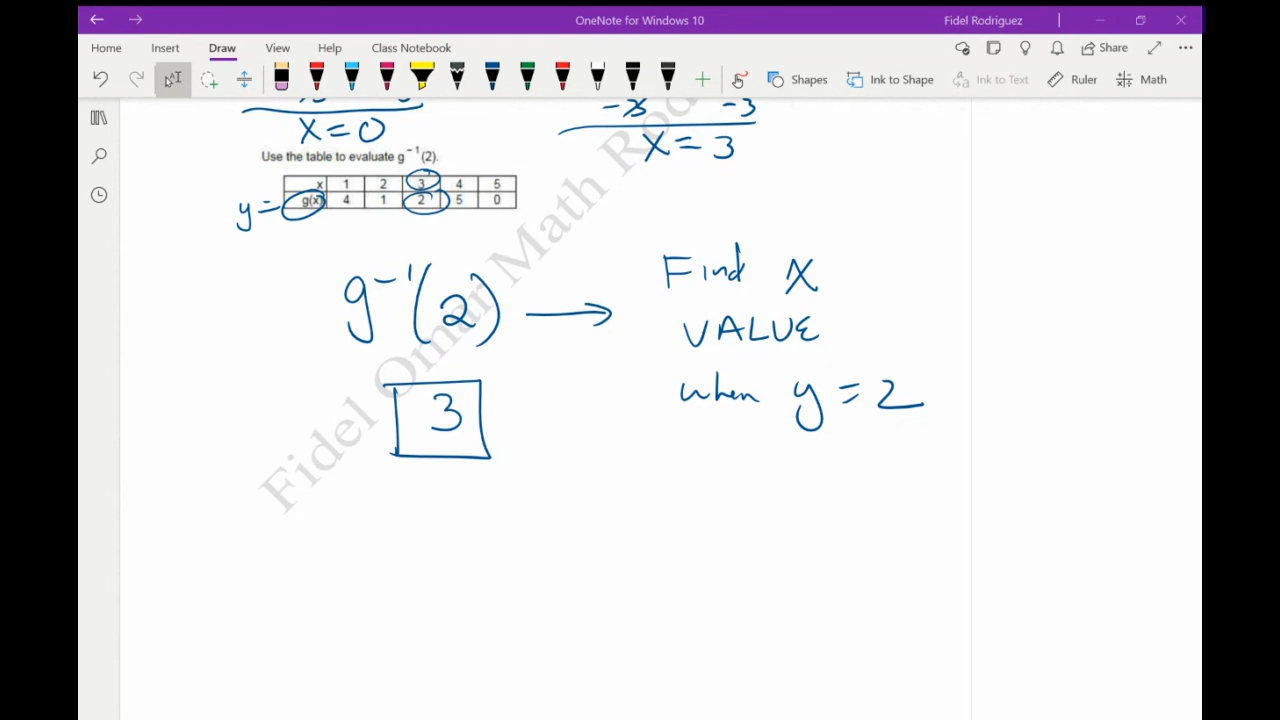 OneNote for Windows 10
Fidel Rodriguez
Home Insert Draw View Help Class Notebook
Share
Shapes Ink to Shape Ink to Text Ruler Math
-3
x = 0
x = 3
Use the table to evaluate g⁻¹(2).
x 1 2 3 4 5
y = g(x) 4 1 2 5 0
g⁻¹(2) → Find x
VALUE
when y = 2
3
Fidel Omar Math Rod